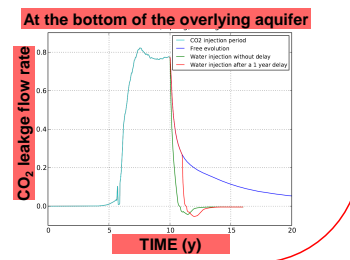 At the bottom of the overlying aquifer
CO2 leakge flow rate
0.8
0.6
0.4
0.2
0.0
CO2 injection period
Free evolution
Water injection without delay
Water injection after a 1 year delay
0 5 10 15 20
TIME (y)